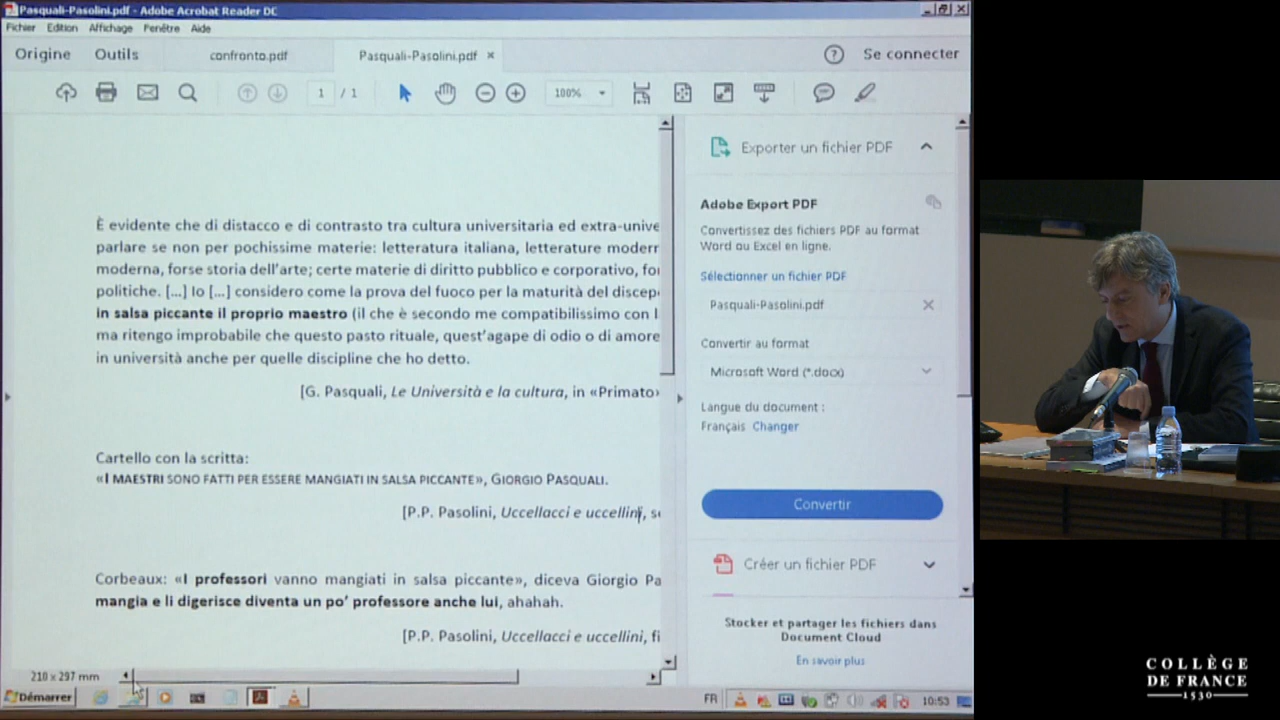 Pasquali-Pasolini.pdf - Adobe Acrobat Reader DC
Fichier Edition Affichage Fenêtre Aide
Origine Outils confronto.pdf Pasquali-Pasolini.pdf
Se connecter
1 / 1 100%
Exporter un fichier PDF
Adobe Export PDF
Convertissez des fichiers PDF au format
Word ou Excel en ligne.
Sélectionner un fichier PDF
Pasquali-Pasolini.pdf
Convertir au format
Microsoft Word (*.docx)
Langue du document :
Français Changer
Convertir
Créer un fichier PDF
Stocker et partager les fichiers dans
Document Cloud
En savoir plus
È evidente che di distacco e di contrasto tra cultura universitaria ed extra-unive
parlare se non per pochissime materie: letteratura italiana, letterature modern
moderna, forse storia dell'arte; certe materie di diritto pubblico e corporativo, for
politiche. […] Io […] considero come la prova del fuoco per la maturità del discep
in salsa piccante il proprio maestro (il che è secondo me compatibilissimo con l
ma ritengo improbabile che questo pasto rituale, quest'agape di odio o di amore
in università anche per quelle discipline che ho detto.
[G. Pasquali, Le Università e la cultura, in «Primato»
Cartello con la scritta:
«I MAESTRI SONO FATTI PER ESSERE MANGIATI IN SALSA PICCANTE», GIORGIO PASQUALI.
[P.P. Pasolini, Uccellacci e uccellini, se
Corbeaux: «I professori vanno mangiati in salsa piccante», diceva Giorgio Pa
mangia e li digerisce diventa un po' professore anche lui, ahahah.
[P.P. Pasolini, Uccellacci e uccellini, fi
210 x 297 mm
Démarrer FR 10:53
COLLÈGE
DE FRANCE
1530